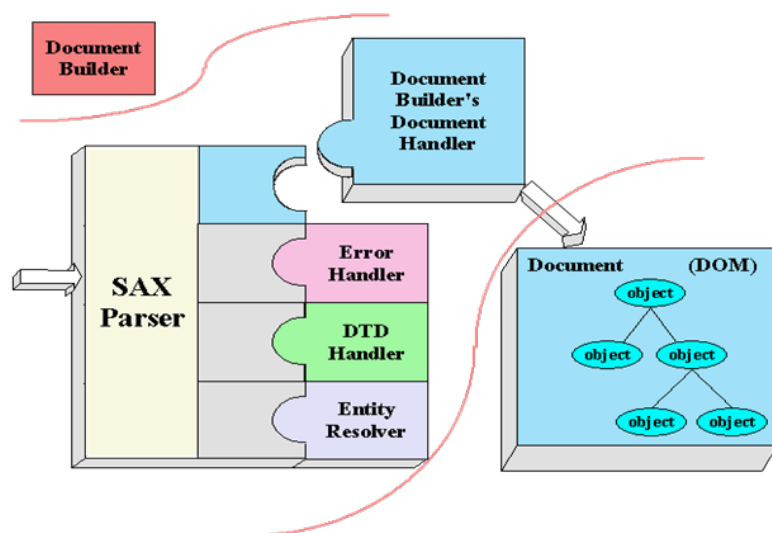 Document
Builder
Document
Builder's
Document
Handler
SAX
Parser
Error
Handler
DTD
Handler
Entity
Resolver
Document (DOM)
object
object object
object object